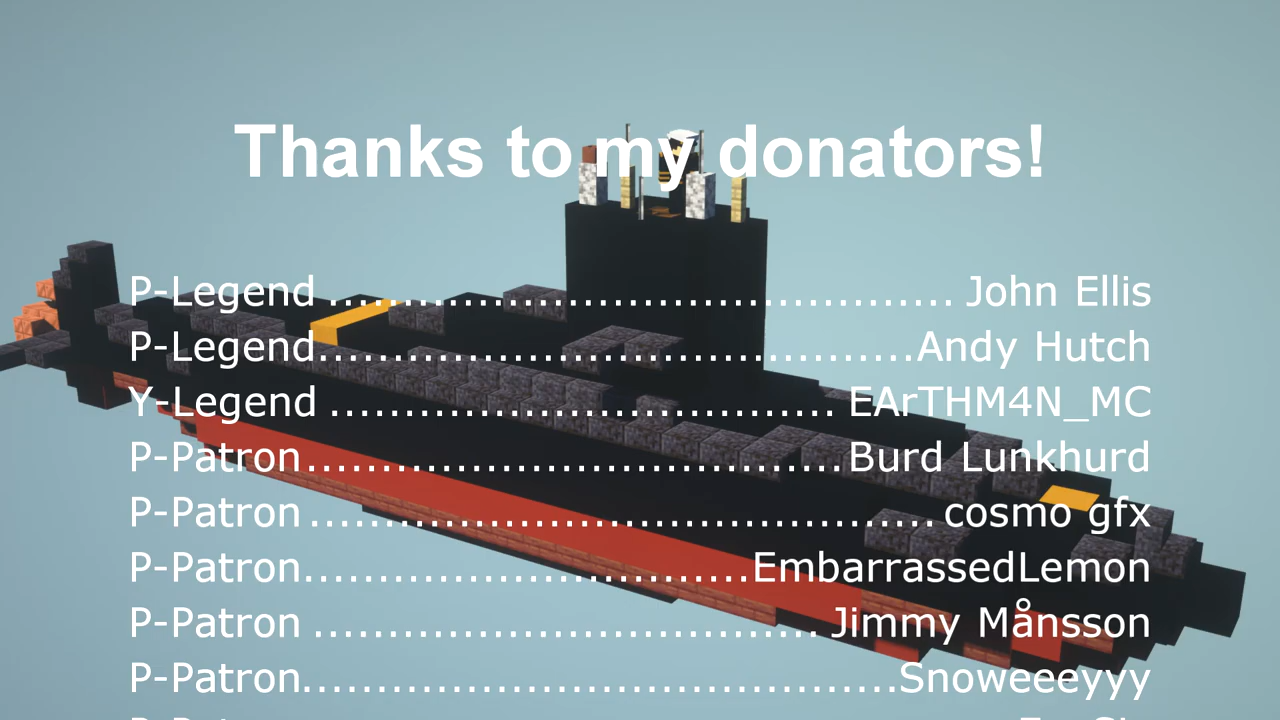 Thanks to my donators!
P-Legend ........................................... John Ellis
P-Legend.........................................Andy Hutch
Y-Legend ................................... EArTHM4N_MC
P-Patron.....................................Burd Lunkhurd
P-Patron ........................................... cosmo gfx
P-Patron...............................EmbarrassedLemon
P-Patron ................................... Jimmy Månsson
P-Patron.........................................Snoweeeyyy